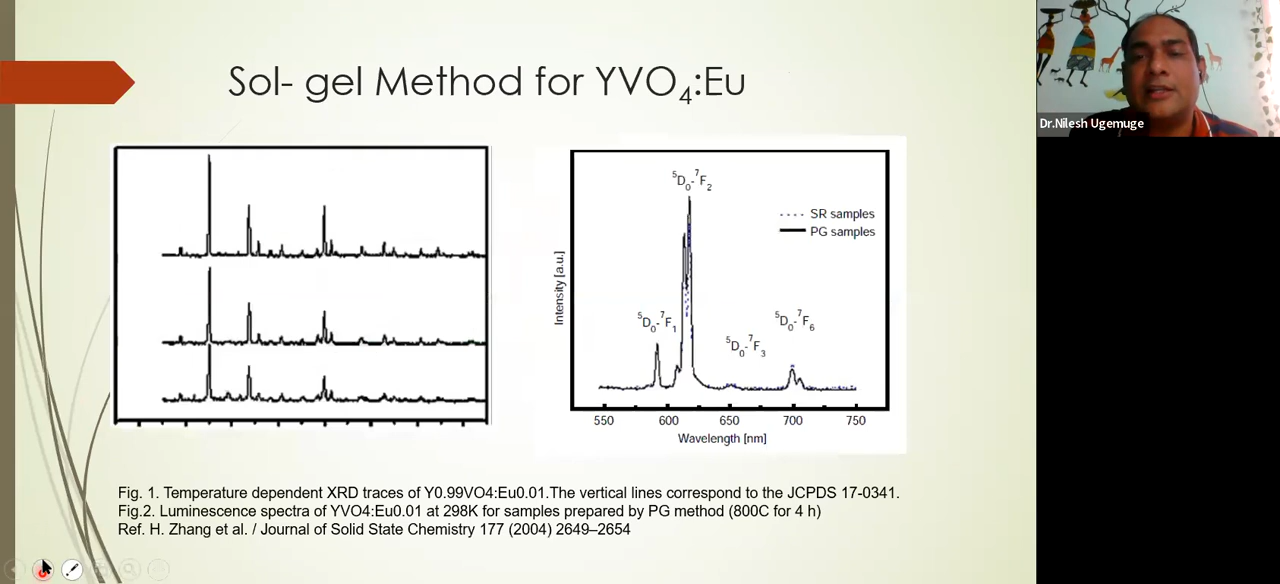 Sol- gel Method for YVO4:Eu
Dr.Nilesh Ugemuge
5D0-7F2
SR samples
PG samples
Intensity [a.u.]
5D0-7F1
5D0-7F3
5D0-7F6
550 600 650 700 750
Wavelength [nm]
Fig. 1. Temperature dependent XRD traces of Y0.99VO4:Eu0.01.The vertical lines correspond to the JCPDS 17-0341.
Fig.2. Luminescence spectra of YVO4:Eu0.01 at 298K for samples prepared by PG method (800C for 4 h)
Ref. H. Zhang et al. / Journal of Solid State Chemistry 177 (2004) 2649–2654